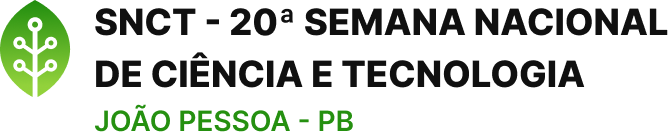 SNCT - 20ª SEMANA NACIONAL
DE CIÊNCIA E TECNOLOGIA
JOÃO PESSOA - PB